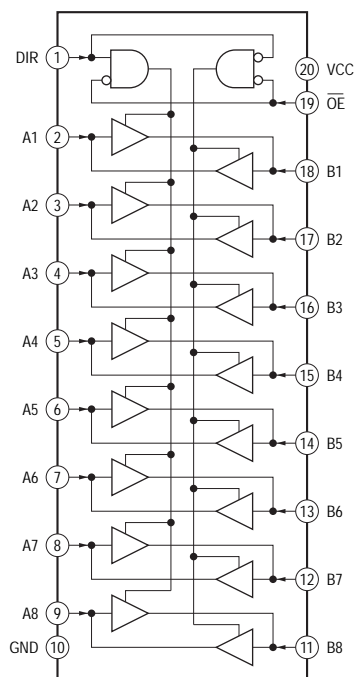 DIR 1
20 VCC
19 OE
A1 2
18 B1
A2 3
17 B2
A3 4
16 B3
A4 5
15 B4
A5 6
14 B5
A6 7
13 B6
A7 8
12 B7
A8 9
GND 10
11 B8